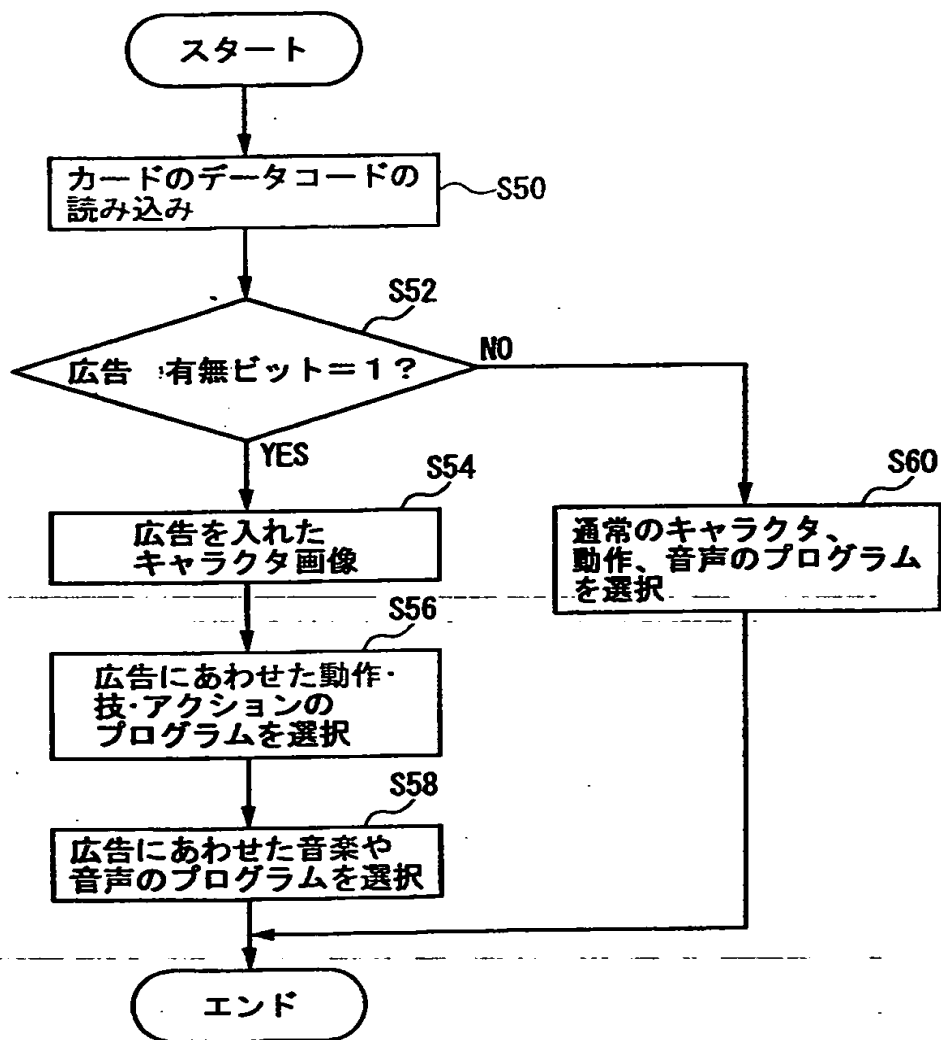 スタート
カードのデータコードの
読み込み
S50
S52
広告 有無ビット=1?
NO
YES
S54
広告を入れた
キャラクタ画像
S60
通常のキャラクタ、
動作、音声のプログラム
を選択
S56
広告にあわせた動作・
技・アクションの
プログラムを選択
S58
広告にあわせた音楽や
音声のプログラムを選択
エンド